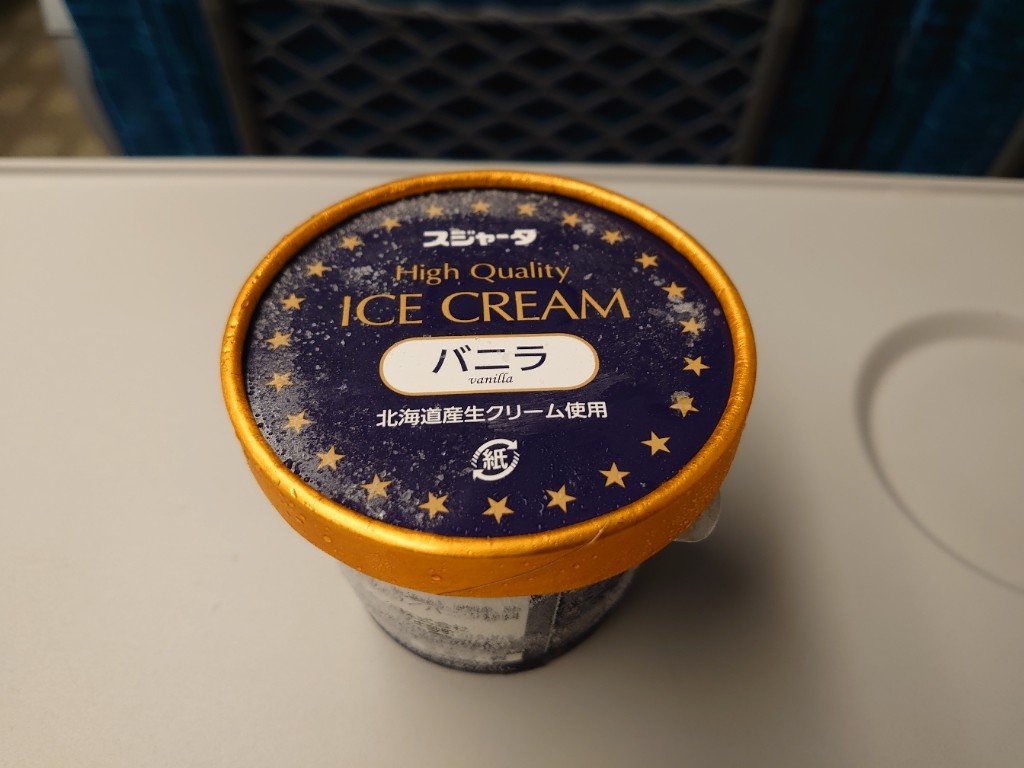 スジャータ
High Quality
ICE CREAM
バニラ
vanilla
北海道産生クリーム使用
紙